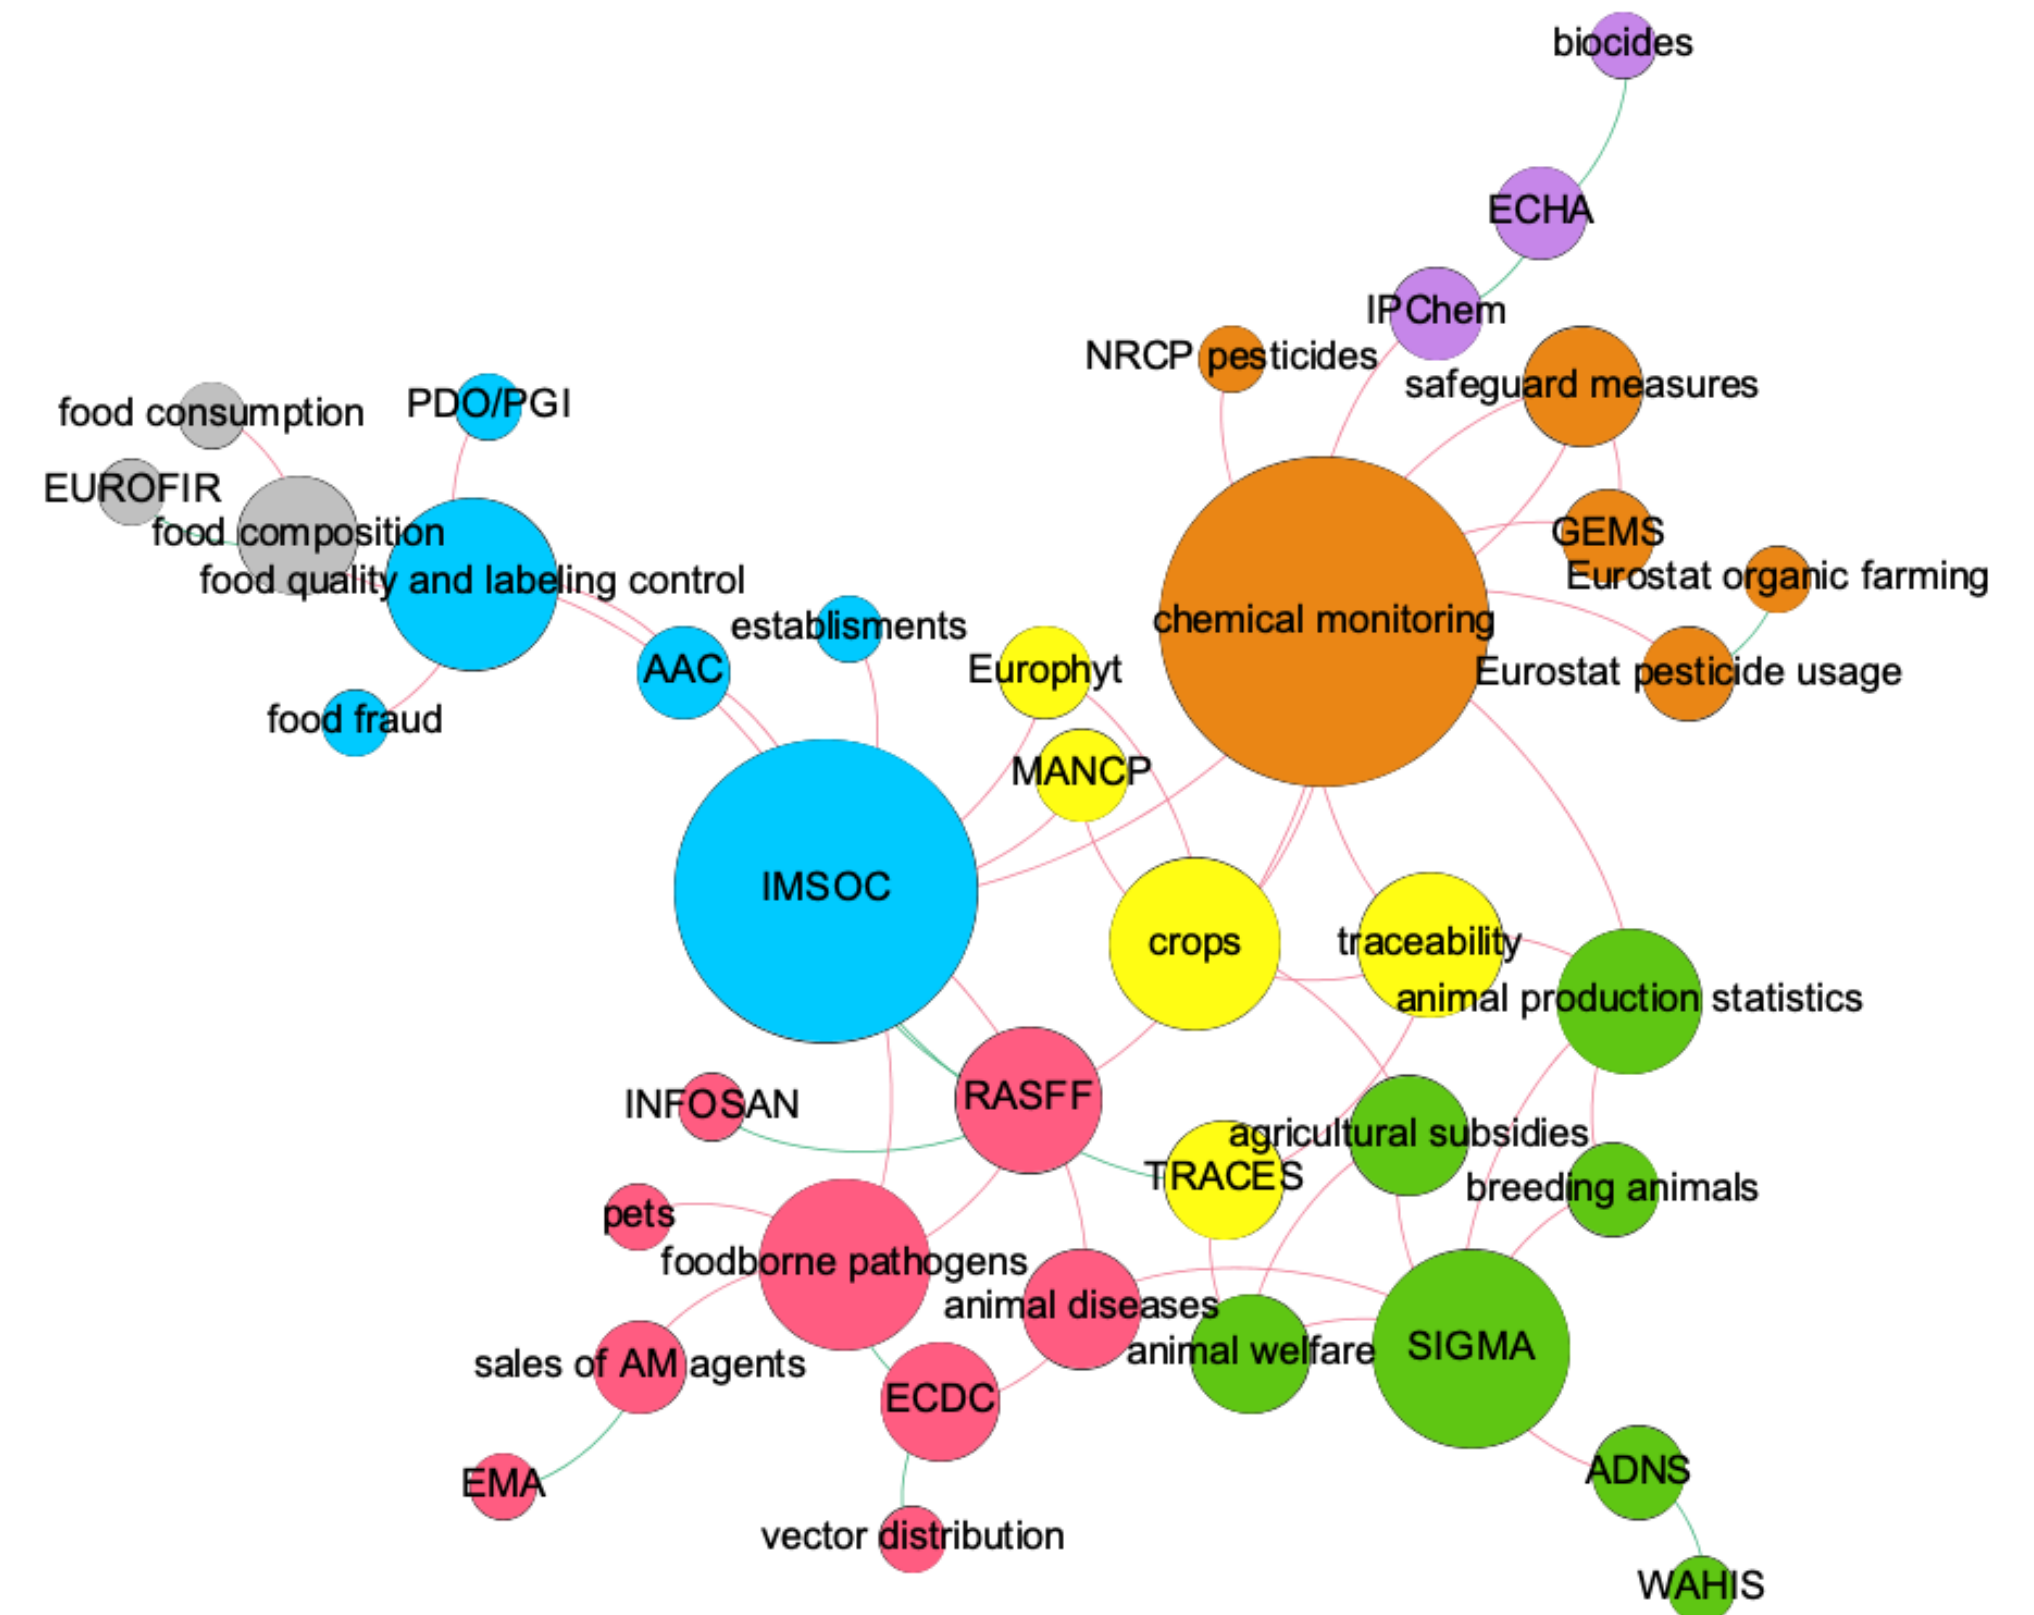 biocides
ECHA
IPChem
NRCP pesticides
safeguard measures
food consumption
PDO/PGI
EUROFIR
food composition
GEMS
food quality and labeling control
Eurostat organic farming
establisments
chemical monitoring
AAC
Europhyt
Eurostat pesticide usage
food fraud
MANCP
IMSOC
crops
traceability
animal production statistics
RASFF
INFOSAN
agricultural subsidies
TRACES
breeding animals
pets
foodborne pathogens
animal diseases
animal welfare
SIGMA
sales of AM agents
ECDC
ADNS
EMA
vector distribution
WAHIS